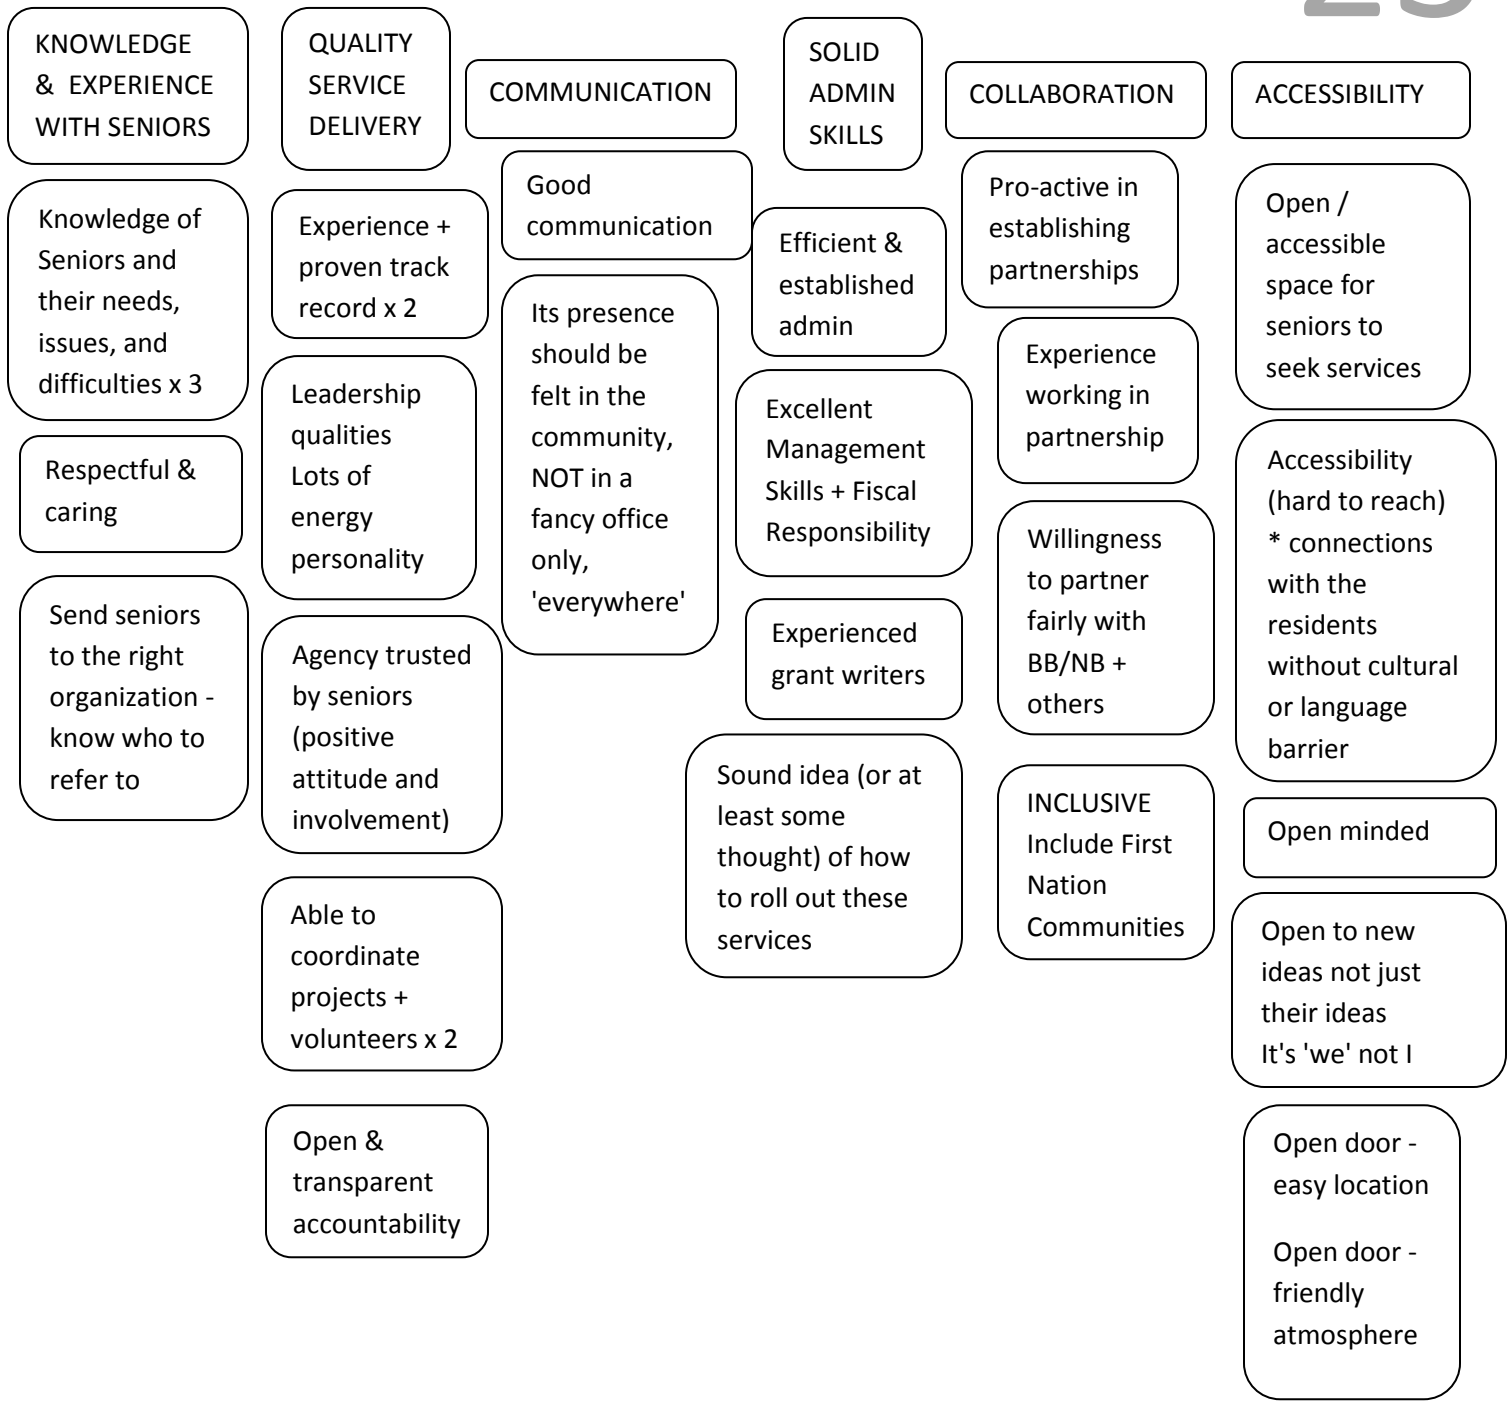 KNOWLEDGE
& EXPERIENCE
WITH SENIORS
Knowledge of
Seniors and
their needs,
issues, and
difficulties x 3
Respectful &
caring
Send seniors
to the right
organization -
know who to
refer to
QUALITY
SERVICE
DELIVERY
Experience +
proven track
record x 2
Leadership
qualities
Lots of
energy
personality
Agency trusted
by seniors
(positive
attitude and
involvement)
Able to
coordinate
projects +
volunteers x 2
Open &
transparent
accountability
COMMUNICATION
Good
communication
Its presence
should be
felt in the
community,
NOT in a
fancy office
only,
'everywhere'
SOLID
ADMIN
SKILLS
Efficient &
established
admin
Excellent
Management
Skills + Fiscal
Responsibility
Experienced
grant writers
Sound idea (or at
least some
thought) of how
to roll out these
services
COLLABORATION
Pro-active in
establishing
partnerships
Experience
working in
partnership
Willingness
to partner
fairly with
BB/NB +
others
INCLUSIVE
Include First
Nation
Communities
ACCESSIBILITY
Open /
accessible
space for
seniors to
seek services
Accessibility
(hard to reach)
* connections
with the
residents
without cultural
or language
barrier
Open minded
Open to new
ideas not just
their ideas
It's 'we' not I
Open door -
easy location
Open door -
friendly
atmosphere